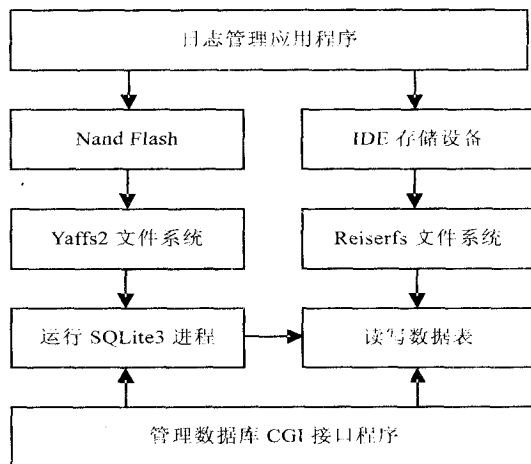 日志管理应用程序
Nand Flash
IDE 存储设备
Yaffs2 文件系统
Reiserfs 文件系统
运行 SQLite3 进程
读写数据表
管理数据库 CGI 接口程序